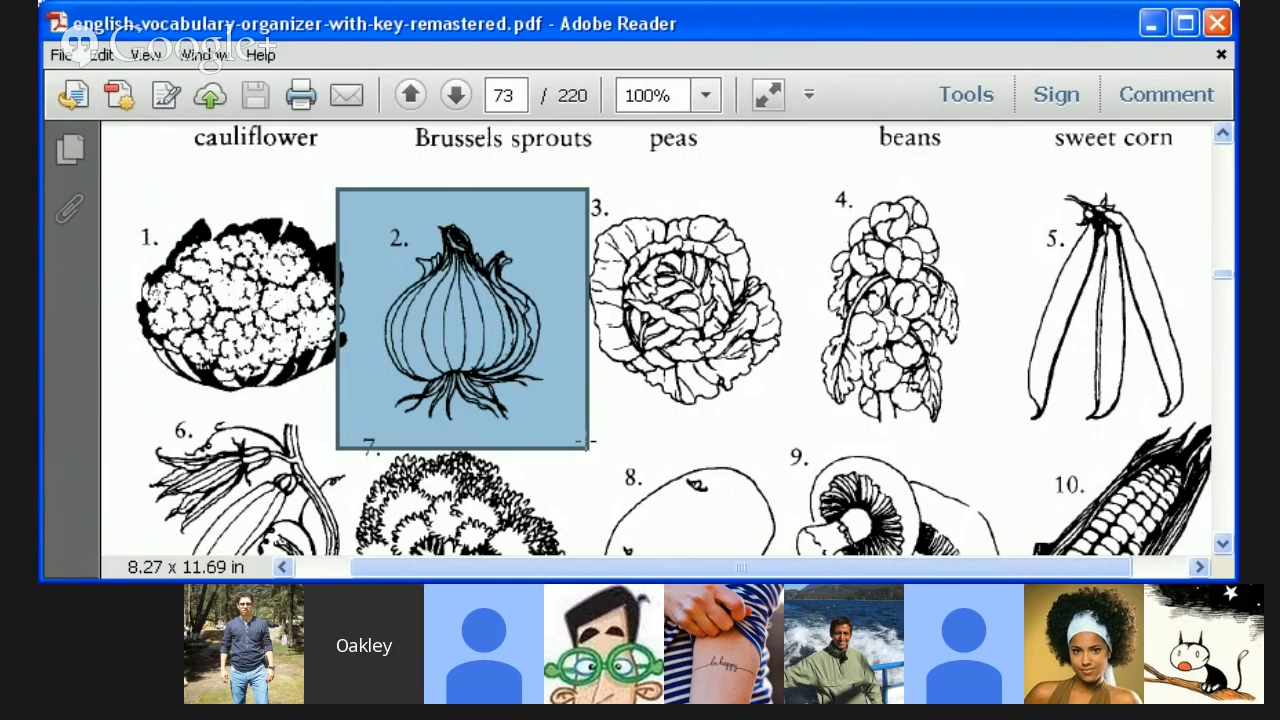 english-vocabulary-organizer-with-key-remastered.pdf - Adobe Reader
Google+
File Edit View Window Help
73 / 220 100% Tools Sign Comment
cauliflower Brussels sprouts peas beans sweet corn
1. 2. 3. 4. 5.
6. 7. 8. 9. 10.
8.27 x 11.69 in
Oakley
be happy